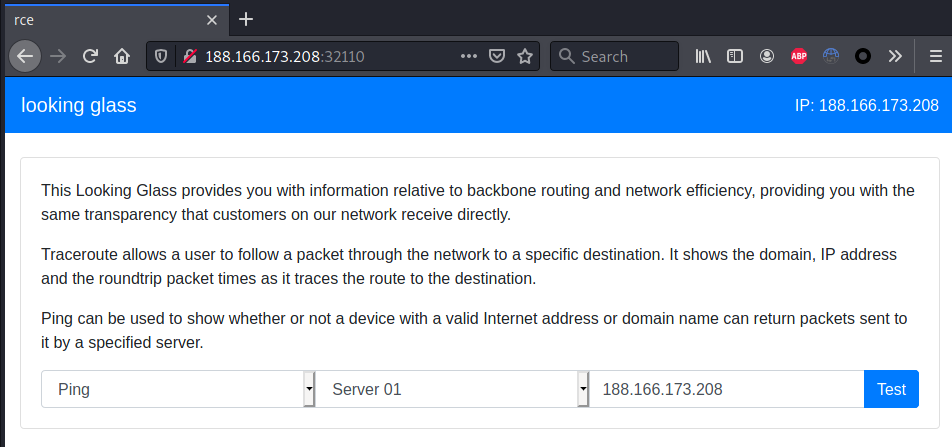 rce
188.166.173.208:32110
Search
ABP
looking glass
IP: 188.166.173.208
This Looking Glass provides you with information relative to backbone routing and network efficiency, providing you with the
same transparency that customers on our network receive directly.
Traceroute allows a user to follow a packet through the network to a specific destination. It shows the domain, IP address
and the roundtrip packet times as it traces the route to the destination.
Ping can be used to show whether or not a device with a valid Internet address or domain name can return packets sent to
it by a specified server.
Ping Server 01 188.166.173.208 Test